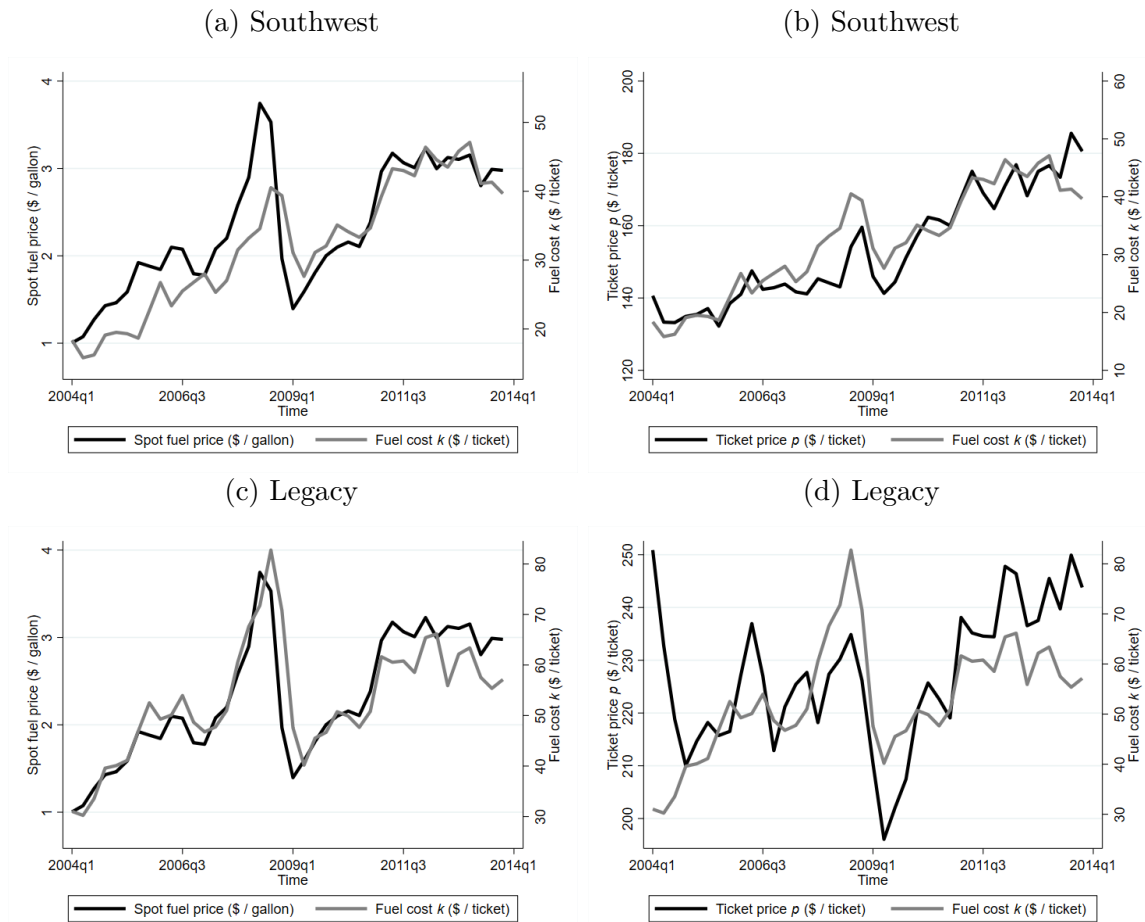 (a) Southwest
(b) Southwest
Spot fuel price ($ / gallon)
1
2
3
4
Fuel cost k ($ / ticket)
20
30
40
50
2004q1
2006q3
2009q1
2011q3
2014q1
Time
Spot fuel price ($ / gallon)
Fuel cost k ($ / ticket)
Ticket price p ($ / ticket)
120
140
160
180
200
Fuel cost k ($ / ticket)
10
20
30
40
50
60
2004q1
2006q3
2009q1
2011q3
2014q1
Time
Ticket price p ($ / ticket)
Fuel cost k ($ / ticket)
(c) Legacy
(d) Legacy
Spot fuel price ($ / gallon)
1
2
3
4
Fuel cost k ($ / ticket)
30
40
50
60
70
80
2004q1
2006q3
2009q1
2011q3
2014q1
Time
Spot fuel price ($ / gallon)
Fuel cost k ($ / ticket)
Ticket price p ($ / ticket)
200
210
220
230
240
250
Fuel cost k ($ / ticket)
30
40
50
60
70
80
2004q1
2006q3
2009q1
2011q3
2014q1
Time
Ticket price p ($ / ticket)
Fuel cost k ($ / ticket)